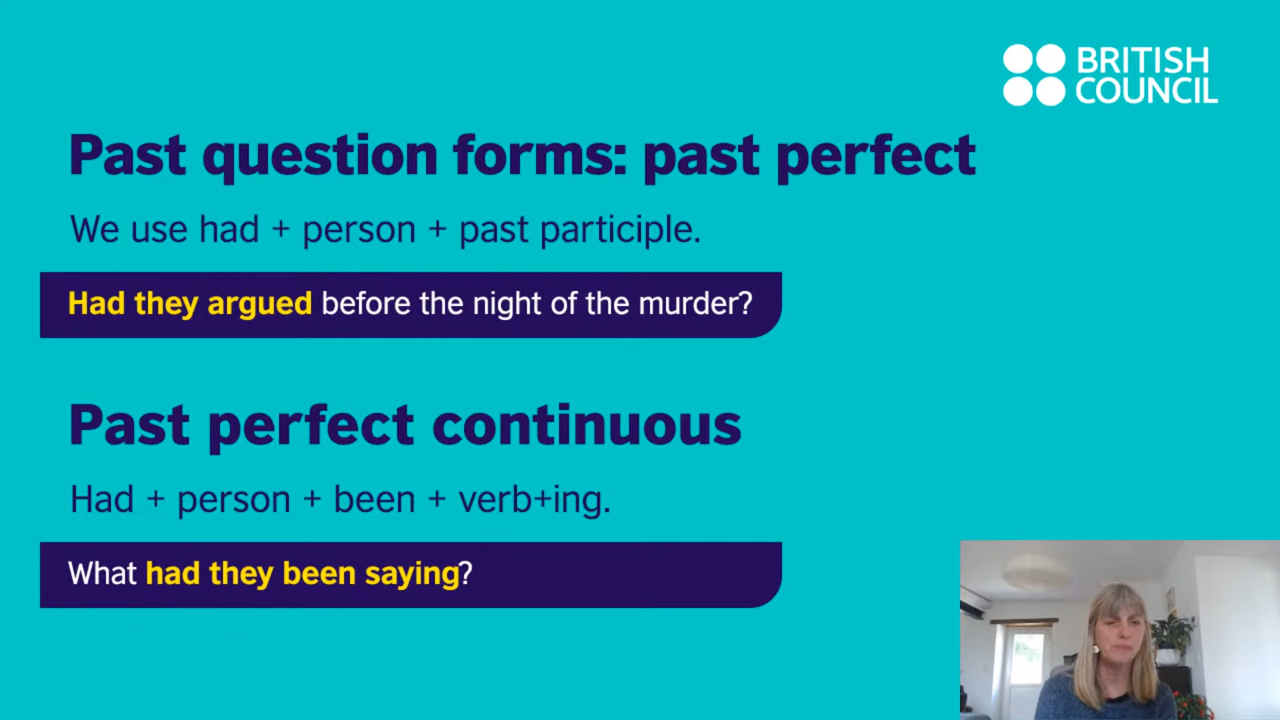 BRITISH
COUNCIL
Past question forms: past perfect
We use had + person + past participle.
Had they argued before the night of the murder?
Past perfect continuous
Had + person + been + verb+ing.
What had they been saying?